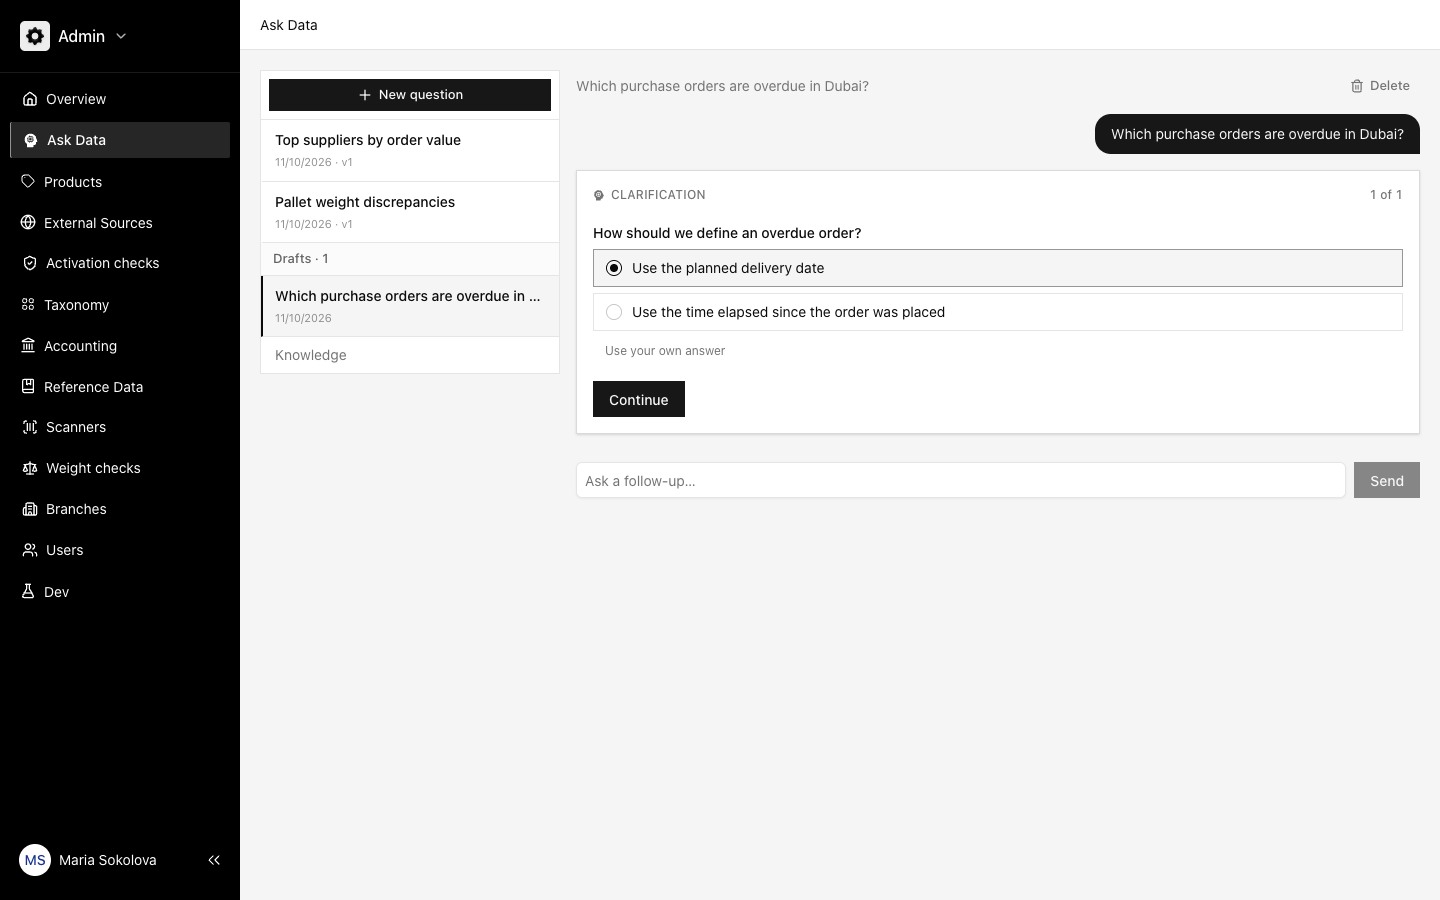 Admin
Overview
Ask Data
Products
External Sources
Activation checks
Taxonomy
Accounting
Reference Data
Scanners
Weight checks
Branches
Users
Dev
MS Maria Sokolova
Ask Data
New question
Top suppliers by order value
11/10/2026 · v1
Pallet weight discrepancies
11/10/2026 · v1
Drafts · 1
Which purchase orders are overdue in ...
11/10/2026
Knowledge
Which purchase orders are overdue in Dubai?
Delete
Which purchase orders are overdue in Dubai?
CLARIFICATION
1 of 1
How should we define an overdue order?
Use the planned delivery date
Use the time elapsed since the order was placed
Use your own answer
Continue
Ask a follow-up...
Send